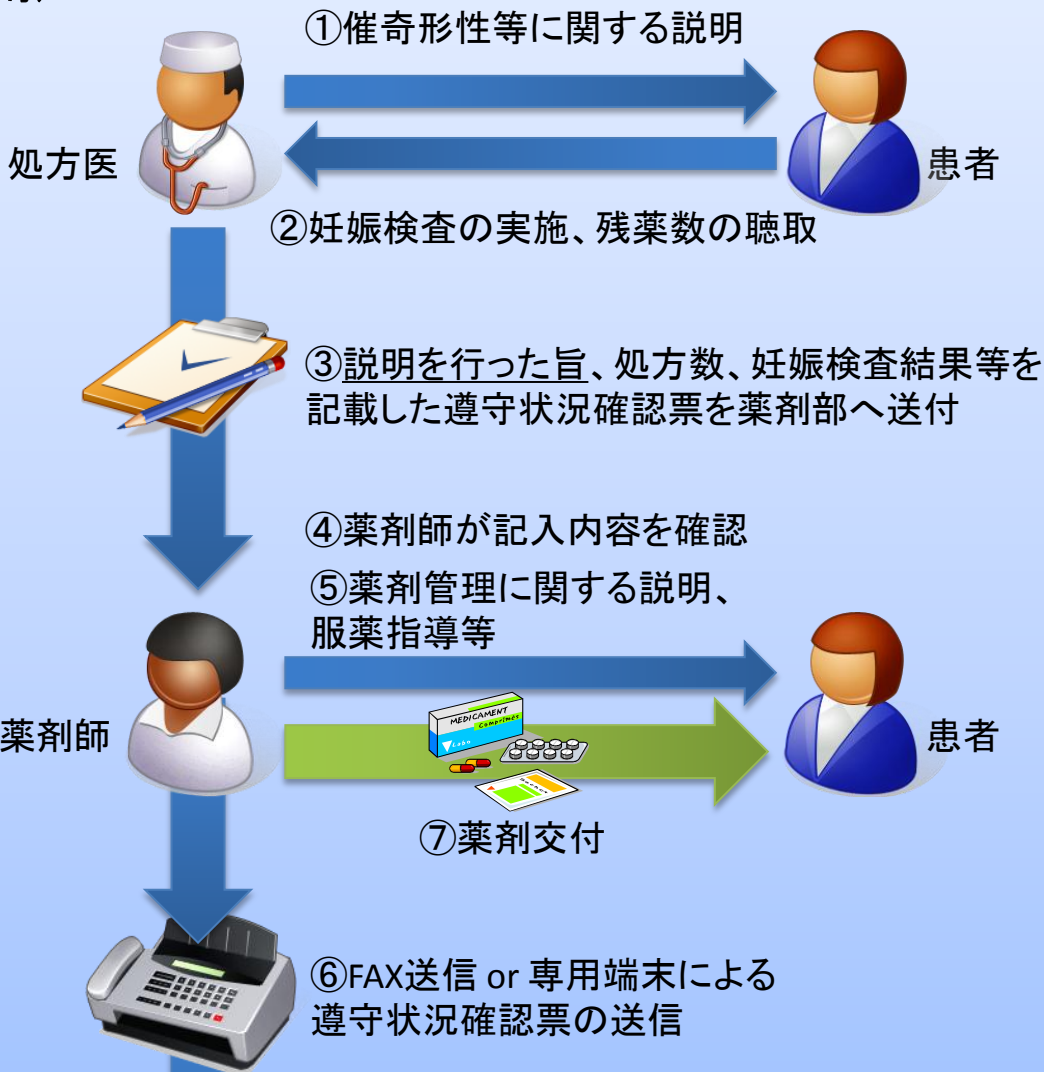 ①催奇形性等に関する説明
処方医
患者
②妊娠検査の実施、残薬数の聴取
③説明を行った旨、処方数、妊娠検査結果等を
記載した遵守状況確認票を薬剤部へ送付
④薬剤師が記入内容を確認
⑤薬剤管理に関する説明、
服薬指導等
薬剤師
MEDICAMENT
Comprimés
Labo
患者
⑦薬剤交付
⑥FAX送信 or 専用端末による
遵守状況確認票の送信